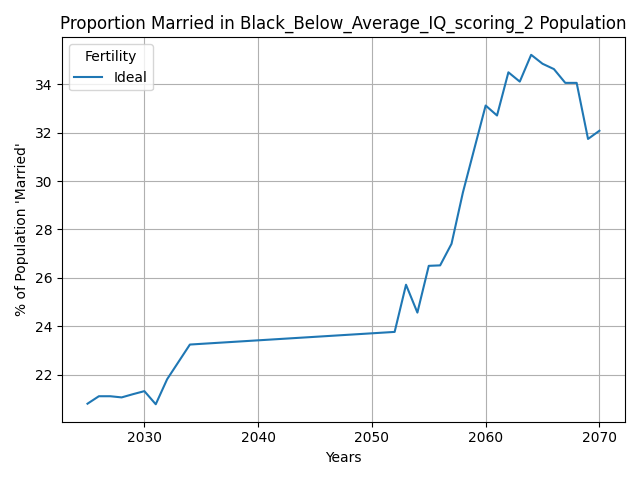 Proportion Married in Black_Below_Average_IQ_scoring_2 Population
Fertility
Ideal
% of Population 'Married'
34
32
30
28
26
24
22
2030 2040 2050 2060 2070
Years